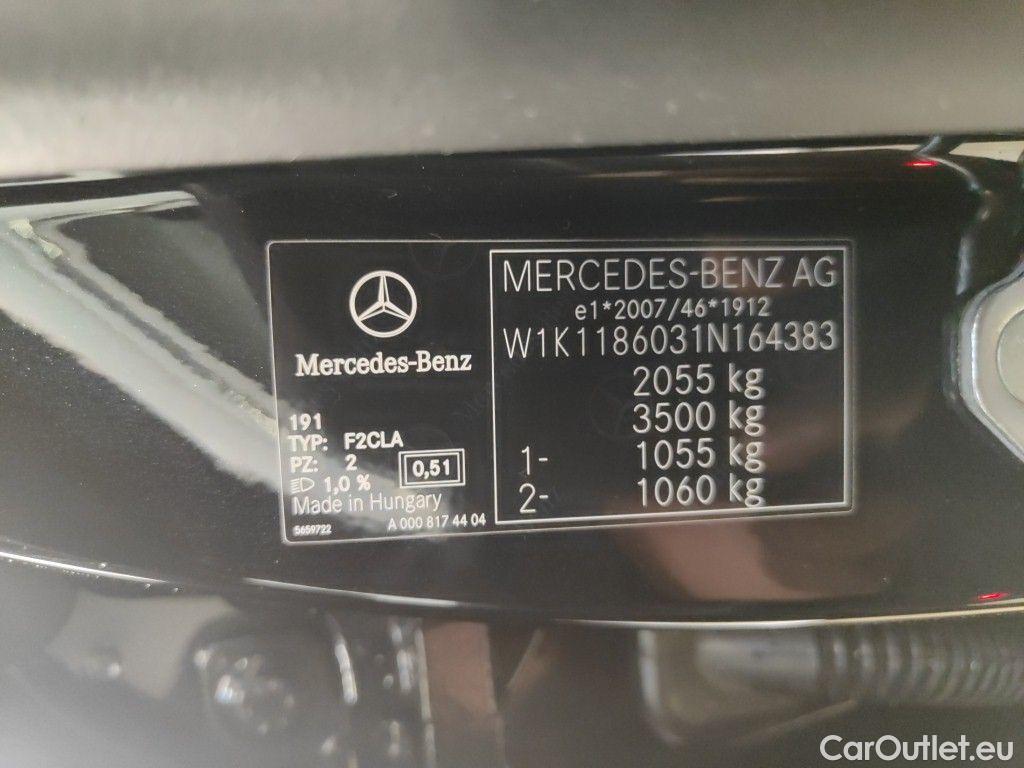 Mercedes-Benz
191
TYP: F2CLA
PZ: 2
1,0 %
0,51
Made in Hungary
5659722
A 000 817 44 04
MERCEDES-BENZ AG
e1*2007/46*1912
W1K1186031N164383
2055 kg
3500 kg
1- 1055 kg
2- 1060 kg
CarOutlet.eu